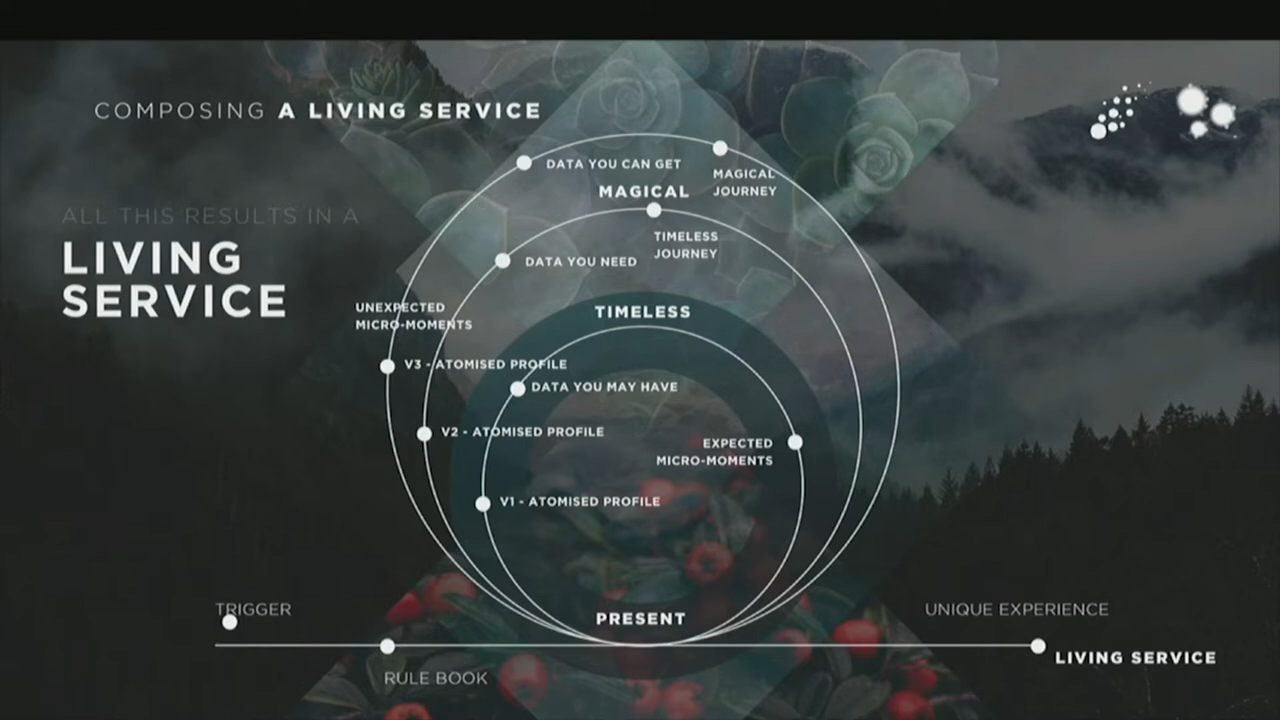 COMPOSING A LIVING SERVICE
ALL THIS RESULTS IN A
LIVING
SERVICE
DATA YOU CAN GET
MAGICAL
JOURNEY
MAGICAL
TIMELESS
JOURNEY
DATA YOU NEED
UNEXPECTED
MICRO-MOMENTS
TIMELESS
V3 - ATOMISED PROFILE
DATA YOU MAY HAVE
V2 - ATOMISED PROFILE
EXPECTED
MICRO-MOMENTS
V1 - ATOMISED PROFILE
PRESENT
TRIGGER
UNIQUE EXPERIENCE
LIVING SERVICE
RULE BOOK